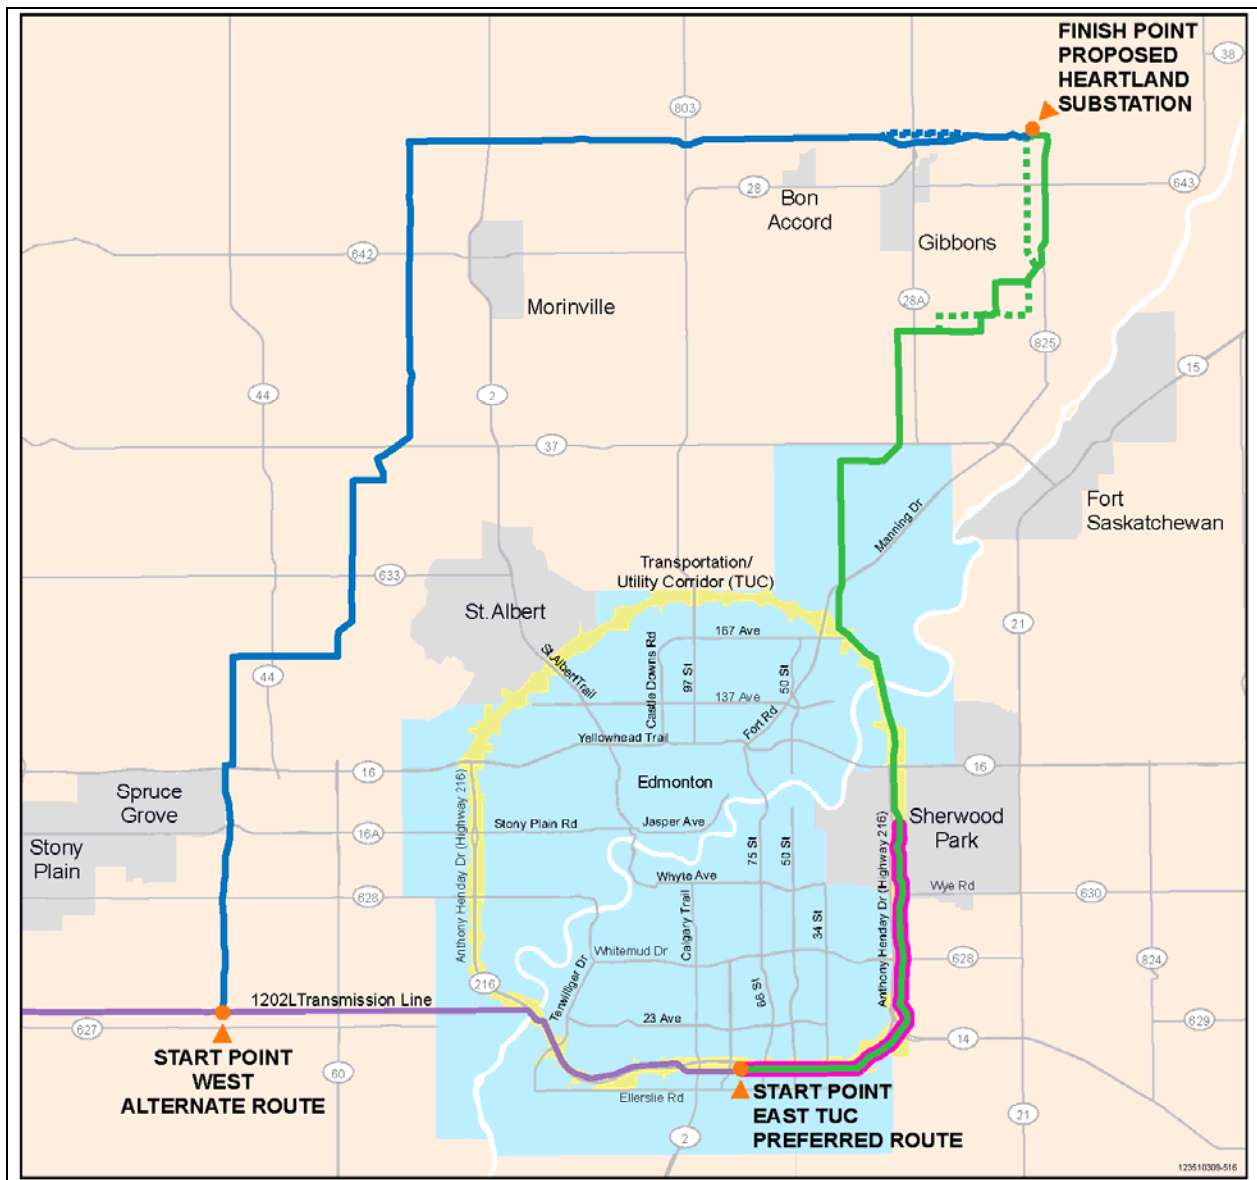 FINISH POINT
PROPOSED
HEARTLAND
SUBSTATION
38
803
28
643
Bon
Accord
Gibbons
642
Morinville
28A
825
15
44
2
37
Fort
Saskatchewan
Manning Dr
Transportation/
Utility Corridor (TUC)
633
St.Albert
21
167 Ave
St.AlbertTrail
Castle Downs Rd
97 St
50 St
44
137 Ave
Fort Rd
Yellowhead Trail
16
16
Edmonton
Spruce
Grove
Anthony Henday Dr (Highway 216)
Stony Plain Rd
Jasper Ave
Sherwood
Park
16A
Stony
Plain
75 St
50 St
Anthony Henday Dr (Highway 216)
Whyte Ave
Wye Rd
630
628
Calgary Trail
34 St
Whitemud Dr
628
824
216
Terwilliger Dr
66 St
1202LTransmission Line
627
23 Ave
629
14
START POINT
WEST
ALTERNATE ROUTE
60
Ellerslie Rd
START POINT
EAST TUC
PREFERRED ROUTE
21
2
123510309-516